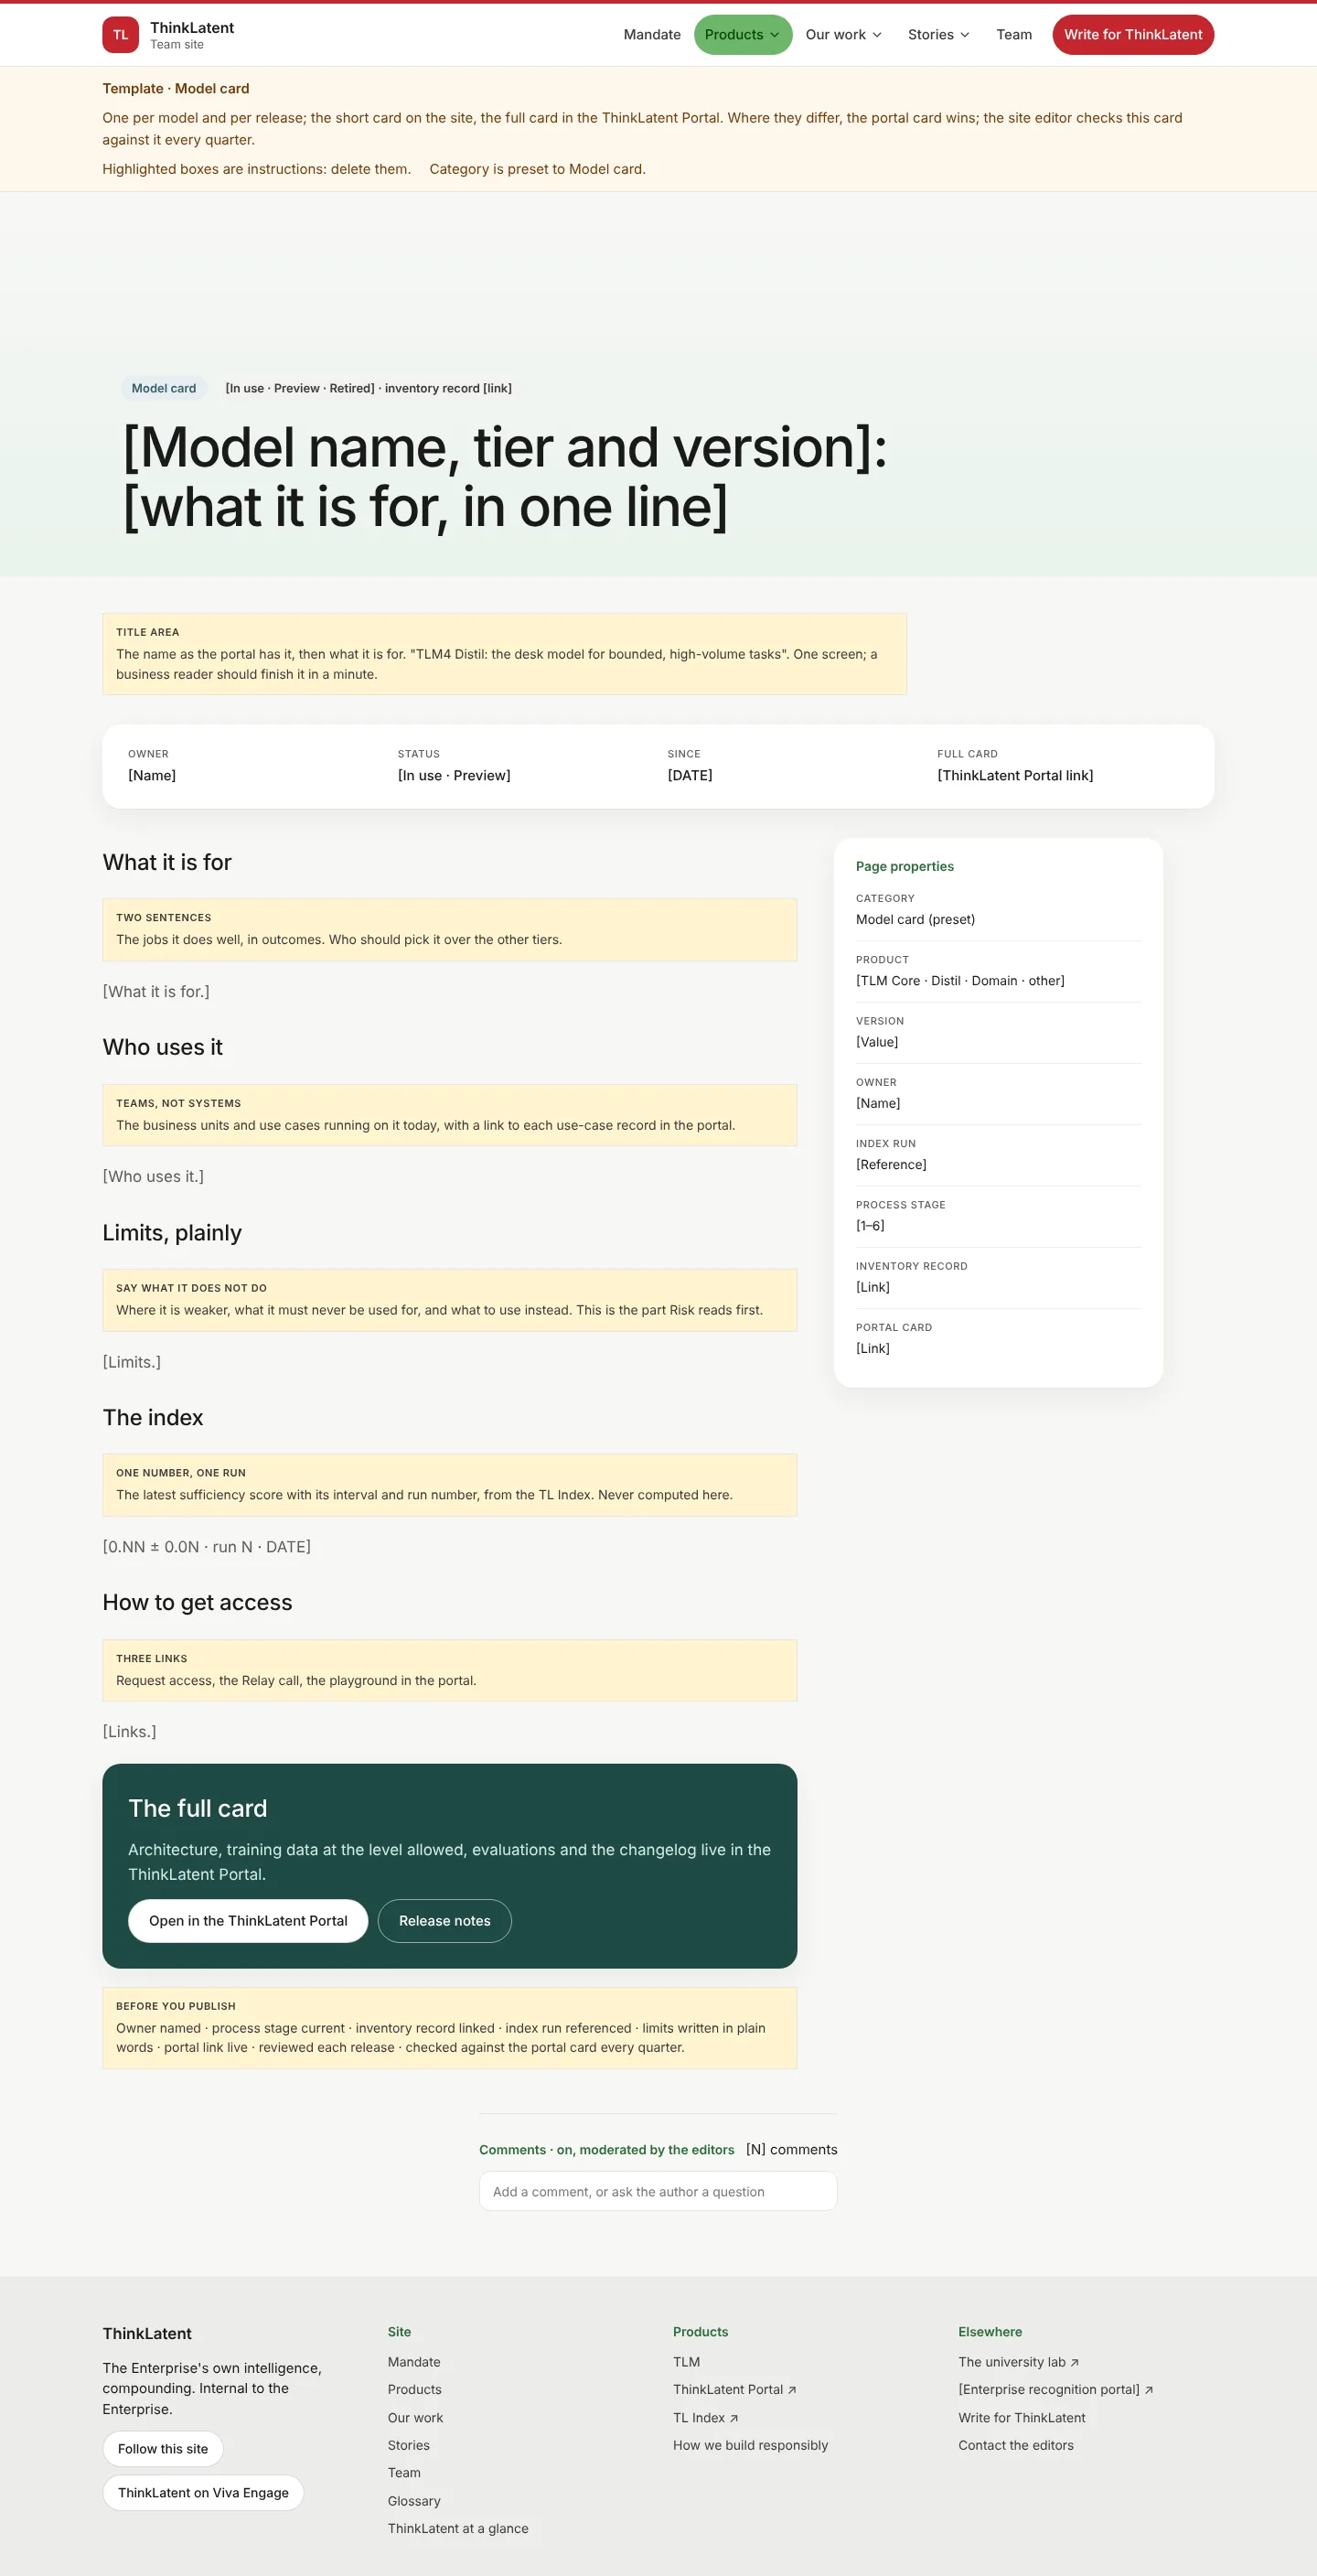 TL
ThinkLatent
Team site
Mandate
Products
Our work
Stories
Team
Write for ThinkLatent
Template · Model card
One per model and per release; the short card on the site, the full card in the ThinkLatent Portal. Where they differ, the portal card wins; the site editor checks this card
against it every quarter.
Highlighted boxes are instructions: delete them. Category is preset to Model card.
Model card
[In use · Preview · Retired] · inventory record [link]
[Model name, tier and version]:
[what it is for, in one line]
TITLE AREA
The name as the portal has it, then what it is for. "TLM4 Distil: the desk model for bounded, high-volume tasks". One screen; a
business reader should finish it in a minute.
OWNER
[Name]
STATUS
[In use · Preview]
SINCE
[DATE]
FULL CARD
[ThinkLatent Portal link]
What it is for
TWO SENTENCES
The jobs it does well, in outcomes. Who should pick it over the other tiers.
[What it is for.]
Who uses it
TEAMS, NOT SYSTEMS
The business units and use cases running on it today, with a link to each use-case record in the portal.
[Who uses it.]
Limits, plainly
SAY WHAT IT DOES NOT DO
Where it is weaker, what it must never be used for, and what to use instead. This is the part Risk reads first.
[Limits.]
The index
ONE NUMBER, ONE RUN
The latest sufficiency score with its interval and run number, from the TL Index. Never computed here.
[0.NN ± 0.0N · run N · DATE]
How to get access
THREE LINKS
Request access, the Relay call, the playground in the portal.
[Links.]
The full card
Architecture, training data at the level allowed, evaluations and the changelog live in the
ThinkLatent Portal.
Open in the ThinkLatent Portal
Release notes
BEFORE YOU PUBLISH
Owner named · process stage current · inventory record linked · index run referenced · limits written in plain
words · portal link live · reviewed each release · checked against the portal card every quarter.
Page properties
CATEGORY
Model card (preset)
PRODUCT
[TLM Core · Distil · Domain · other]
VERSION
[Value]
OWNER
[Name]
INDEX RUN
[Reference]
PROCESS STAGE
[1–6]
INVENTORY RECORD
[Link]
PORTAL CARD
[Link]
Comments · on, moderated by the editors
[N] comments
Add a comment, or ask the author a question
ThinkLatent
The Enterprise's own intelligence,
compounding. Internal to the
Enterprise.
Follow this site
ThinkLatent on Viva Engage
Site
Mandate
Products
Our work
Stories
Team
Glossary
ThinkLatent at a glance
Products
TLM
ThinkLatent Portal ↗
TL Index ↗
How we build responsibly
Elsewhere
The university lab ↗
[Enterprise recognition portal] ↗
Write for ThinkLatent
Contact the editors